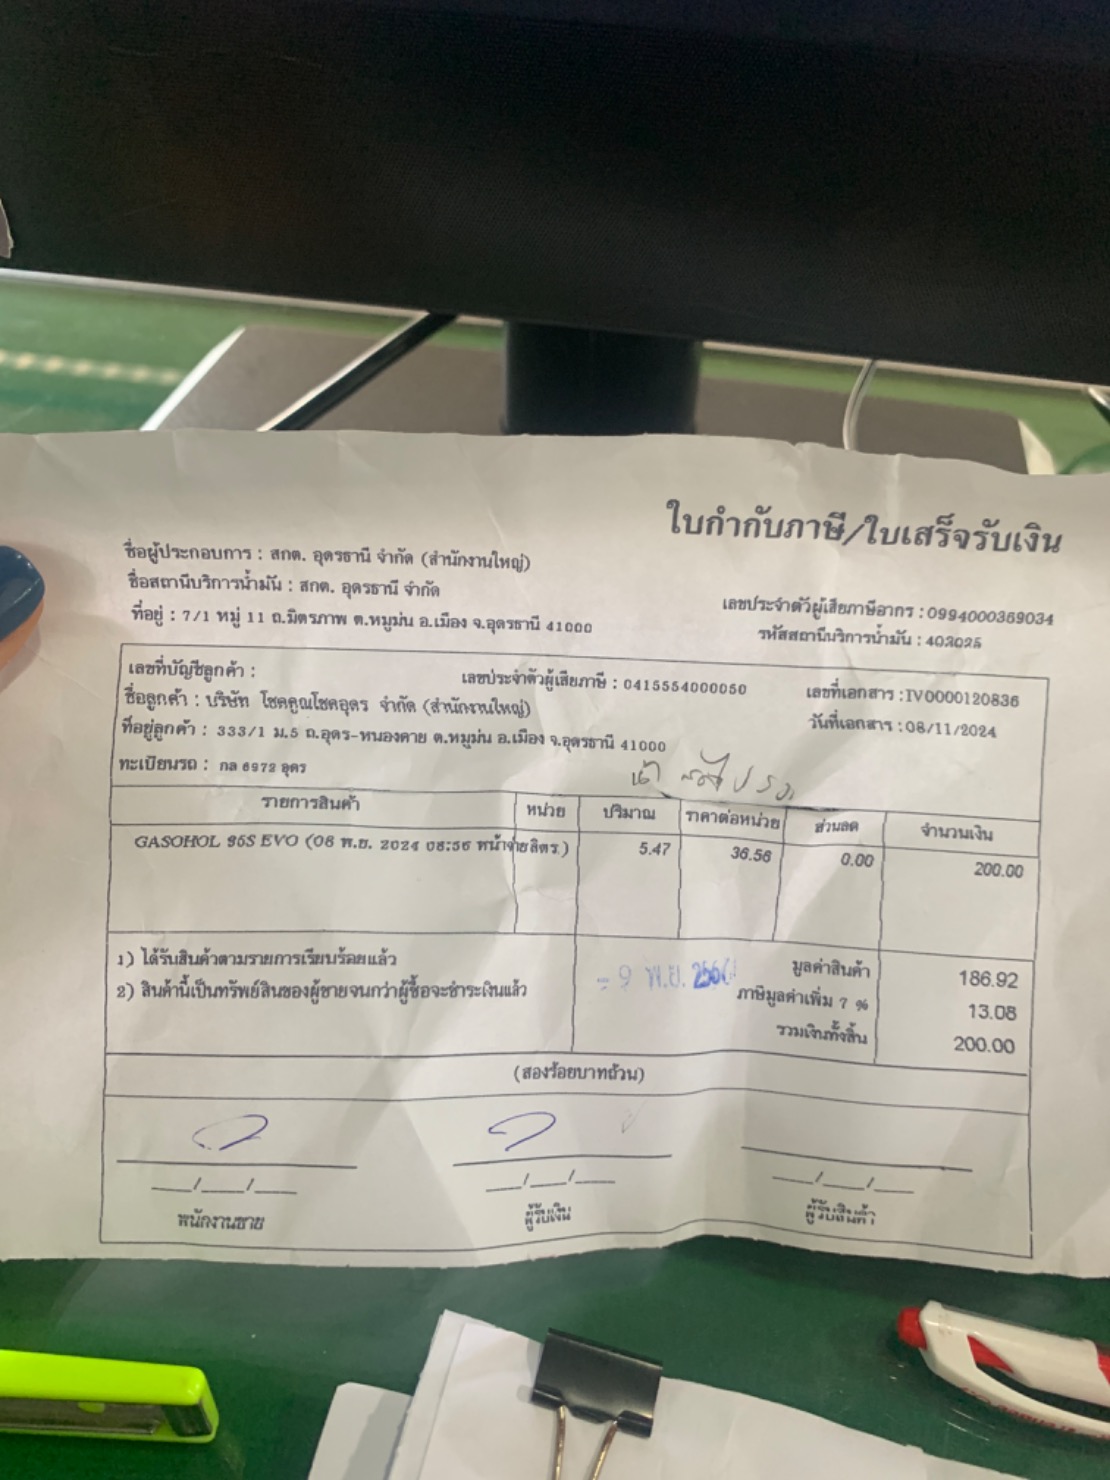 ใบกำกับภาษี/ใบเสร็จรับเงิน
ชื่อผู้ประกอบการ : สกต. อุดรธานี จำกัด (สำนักงานใหญ่)
ชื่อสถานีบริการน้ำมัน : สกต. อุดรธานี จำกัด
ที่อยู่ : 7/1 หมู่ 11 ถ.มิตรภาพ ต.หมูม่น อ.เมือง จ.อุดรธานี 41000
เลขประจำตัวผู้เสียภาษีอากร : 0994000359034
รหัสสถานีบริการน้ำมัน : 403025
เลขที่บัญชีลูกค้า : เลขประจำตัวผู้เสียภาษี : 0415554000050 เลขที่เอกสาร : IV0000120836
ชื่อลูกค้า : บริษัท โชคคูณโชคอุดร จำกัด (สำนักงานใหญ่) วันที่เอกสาร : 08/11/2024
ที่อยู่ลูกค้า : 333/1 ม.5 ถ.อุดร-หนองคาย ต.หมูม่น อ.เมือง จ.อุดรธานี 41000
ทะเบียนรถ : กล 6972 อุดร
รายการสินค้า หน่วย ปริมาณ ราคาต่อหน่วย ส่วนลด จำนวนเงิน
GASOHOL 95S EVO (08 พ.ย. 2024 08:56 หน้าจ่ายลิตร) 5.47 36.56 0.00 200.00
1) ได้รับสินค้าตามรายการเรียบร้อยแล้ว
2) สินค้านี้เป็นทรัพย์สินของผู้ขายจนกว่าผู้ซื้อจะชำระเงินแล้ว
- 9 พ.ย.
มูลค่าสินค้า 186.92
ภาษีมูลค่าเพิ่ม 7 % 13.08
รวมเงินทั้งสิ้น 200.00
(สองร้อยบาทถ้วน)
___/___/___ ___/___/___ ___/___/___
พนักงานขาย ผู้รับเงิน ผู้รับสินค้า